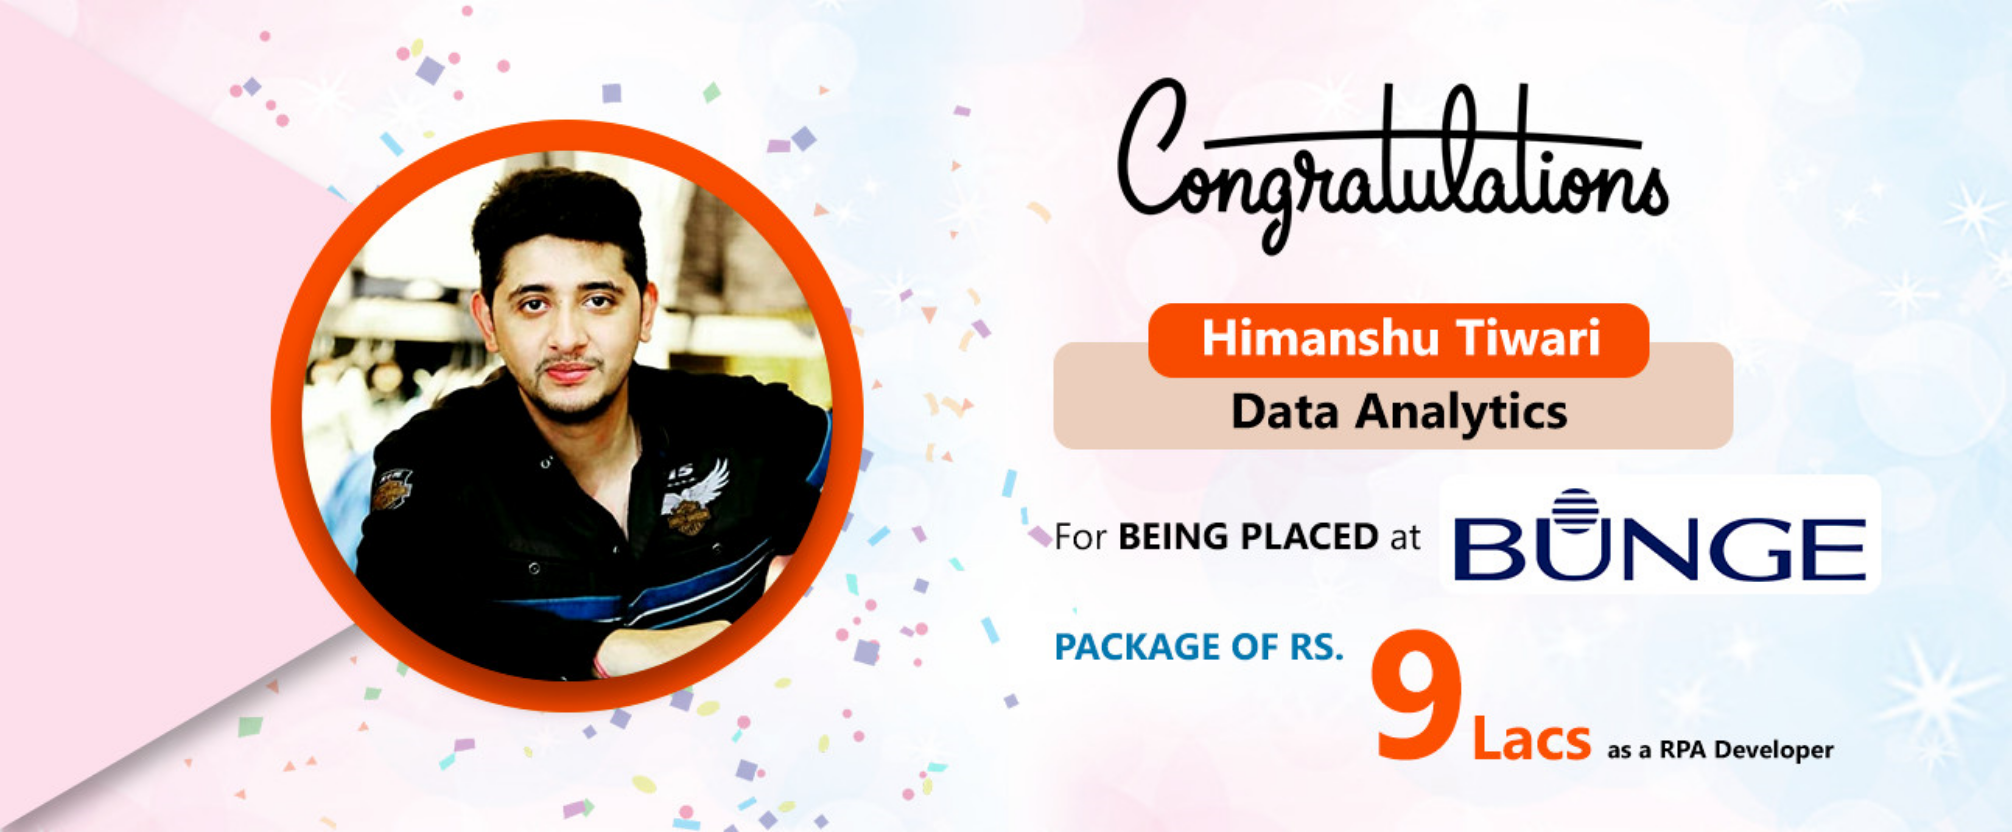 Congratulations
Himanshu Tiwari
Data Analytics
For BEING PLACED at BUNGE
PACKAGE OF RS. 9 Lacs as a RPA Developer